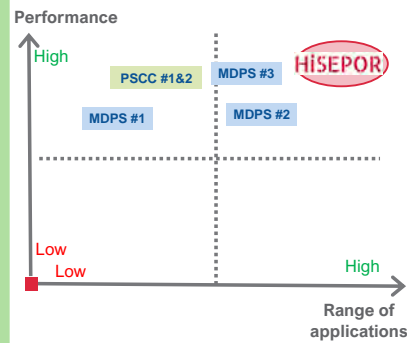 Performance
High
HiSEPOR
MDPS #3
PSCC #1&2
MDPS #1
MDPS #2
Low
Low
High
Range of
applications